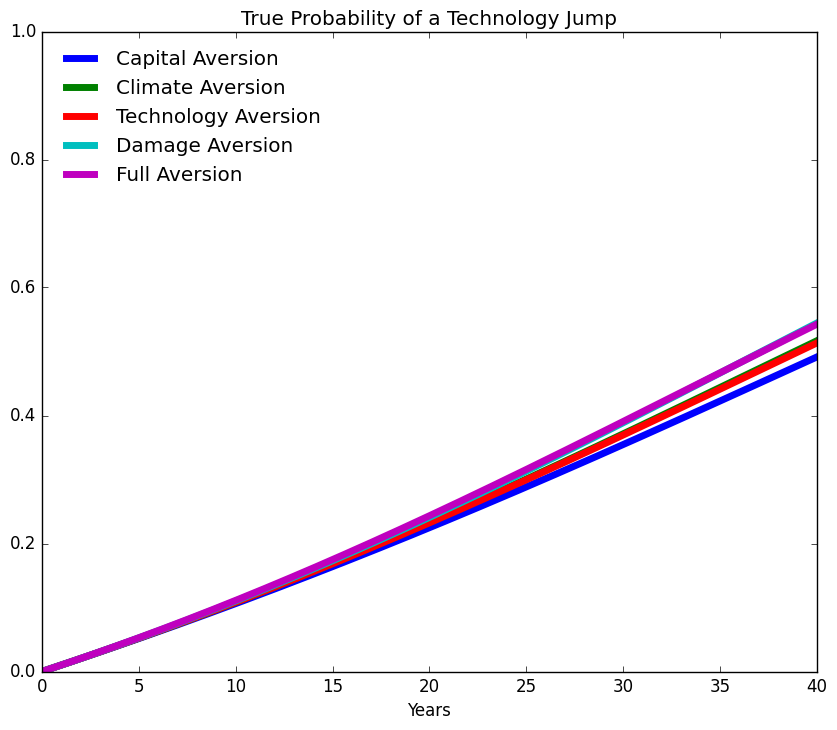 True Probability of a Technology Jump
1.0
0.8
0.6
0.4
0.2
0.0
Capital Aversion
Climate Aversion
Technology Aversion
Damage Aversion
Full Aversion
0 5 10 15 20 25 30 35 40
Years